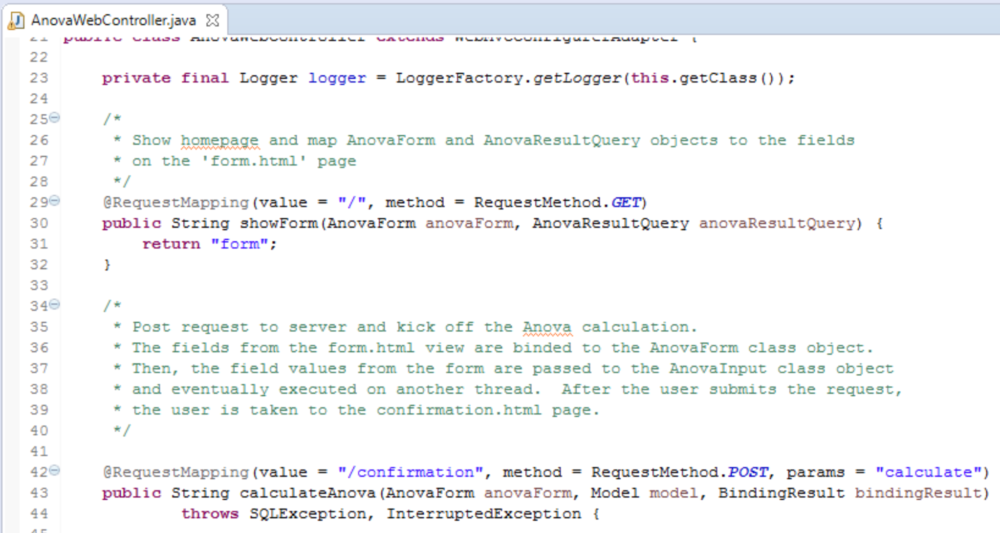 AnovaWebController.java
21 public class AnovaWebController extends WebMvcConfigurerAdapter {
22
23 private final Logger logger = LoggerFactory.getLogger(this.getClass());
24
25 /*
26 * Show homepage and map AnovaForm and AnovaResultQuery objects to the fields
27 * on the 'form.html' page
28 */
29 @RequestMapping(value = "/", method = RequestMethod.GET)
30 public String showForm(AnovaForm anovaForm, AnovaResultQuery anovaResultQuery) {
31 return "form";
32 }
33
34 /*
35 * Post request to server and kick off the Anova calculation.
36 * The fields from the form.html view are binded to the AnovaForm class object.
37 * Then, the field values from the form are passed to the AnovaInput class object
38 * and eventually executed on another thread.  After the user submits the request,
39 * the user is taken to the confirmation.html page.
40 */
41
42 @RequestMapping(value = "/confirmation", method = RequestMethod.POST, params = "calculate")
43 public String calculateAnova(AnovaForm anovaForm, Model model, BindingResult bindingResult)
44 throws SQLException, InterruptedException {
45